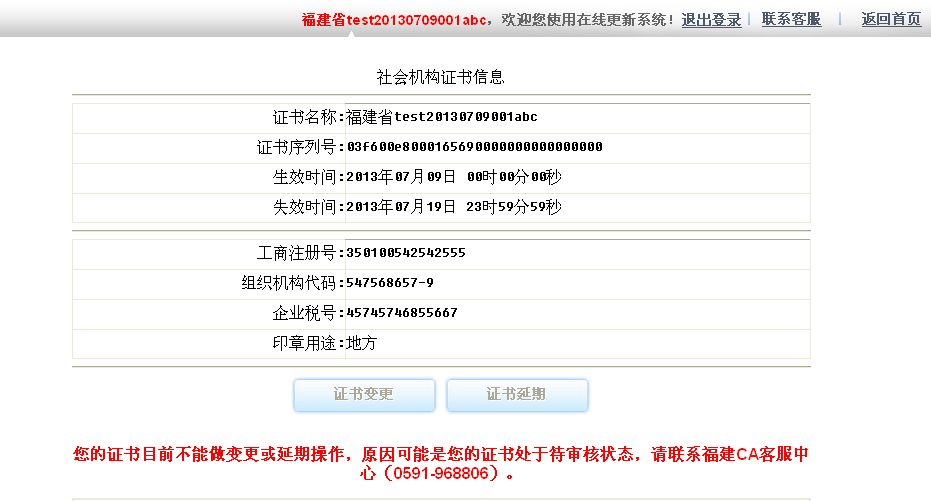 福建省test20130709001abc，欢迎您使用在线更新系统！ 退出登录 | 联系客服 | 返回首页
社会机构证书信息
证书名称:福建省test20130709001abc
证书序列号:03f600e8000165690000000000000000
生效时间:2013年07月09日 00时00分00秒
失效时间:2013年07月19日 23时59分59秒
工商注册号:350100542542555
组织机构代码:547568657-9
企业税号:45745746855667
印章用途:地方
证书变更 证书延期
您的证书目前不能做变更或延期操作，原因可能是您的证书处于待审核状态，请联系福建CA客服中
心（0591-968806）。